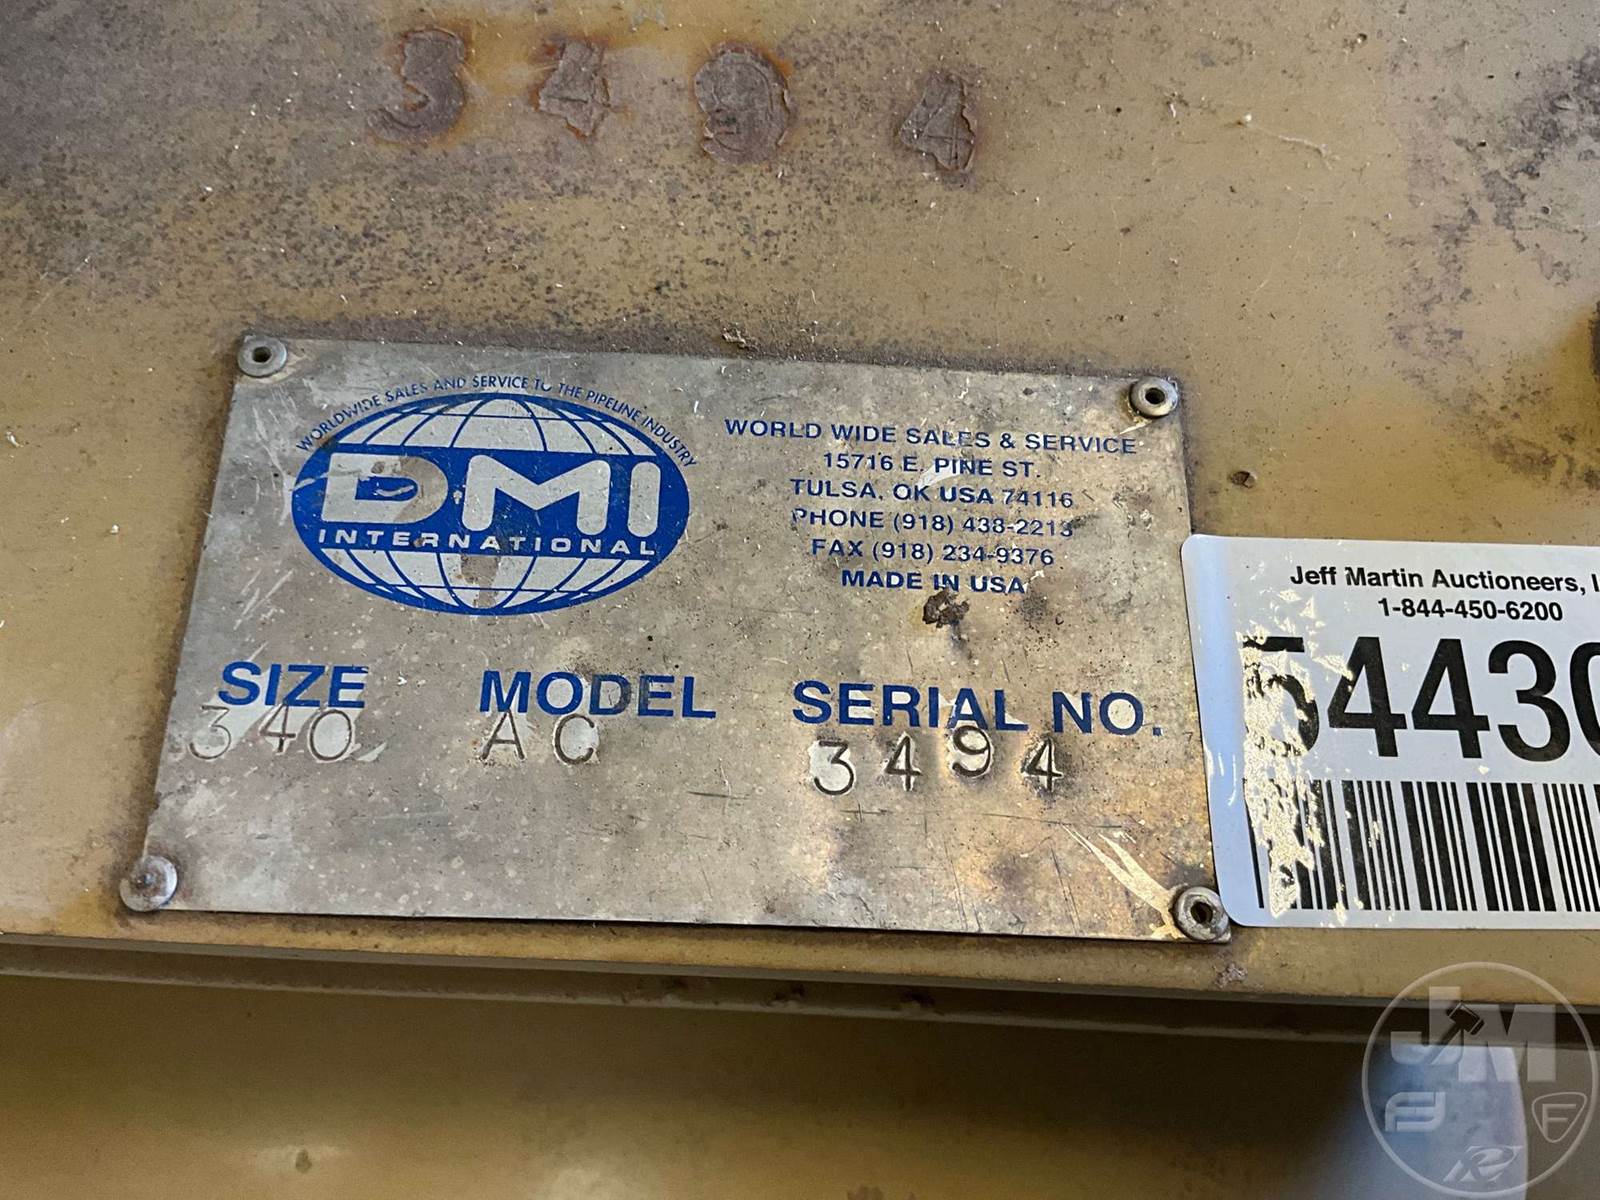 3494
WORLDWIDE SALES AND SERVICE TO THE PIPELINE INDUSTRY
DMI
INTERNATIONAL
WORLD WIDE SALES & SERVICE
15716 E. PINE ST.
TULSA, OK USA 74116
PHONE (918) 438-2213
FAX (918) 234-9376
MADE IN USA
SIZE MODEL SERIAL NO.
340 AC 3494
Jeff Martin Auctioneers, I
1-844-450-6200
54430
JM